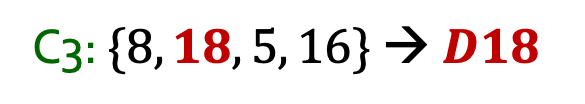 C3: {8, 18, 5, 16} → D18